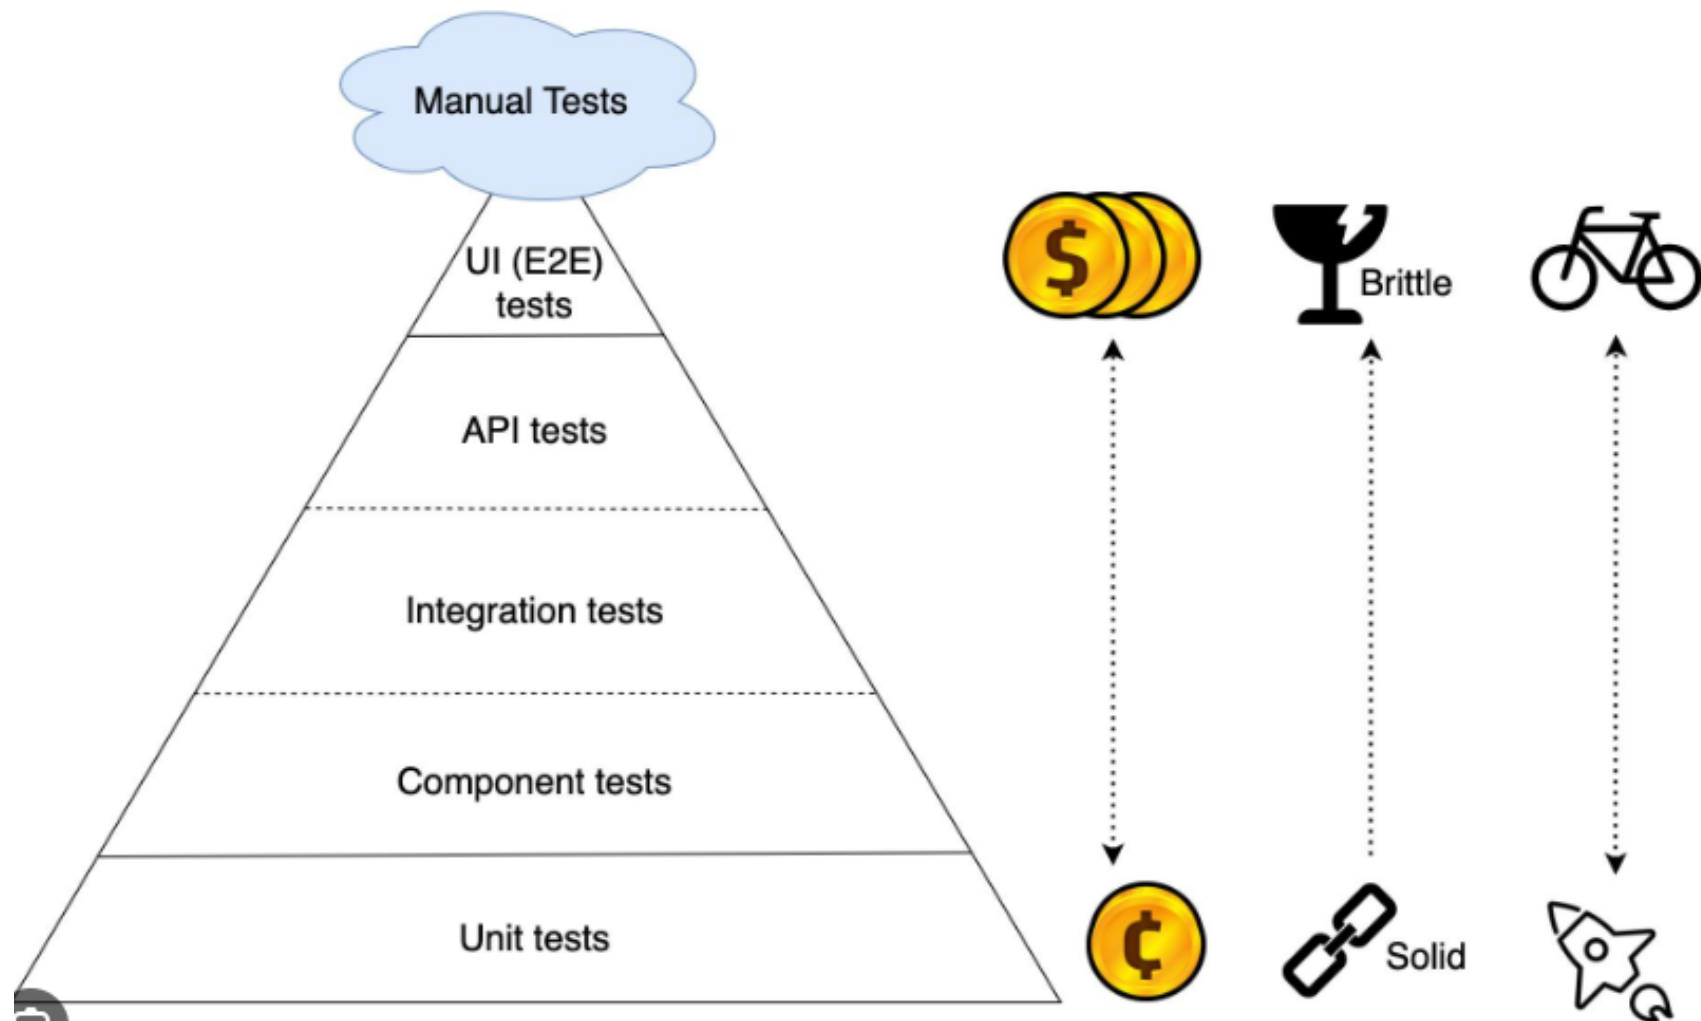 Manual Tests
UI (E2E)
tests
API tests
Integration tests
Component tests
Unit tests
$
Brittle
¢
Solid